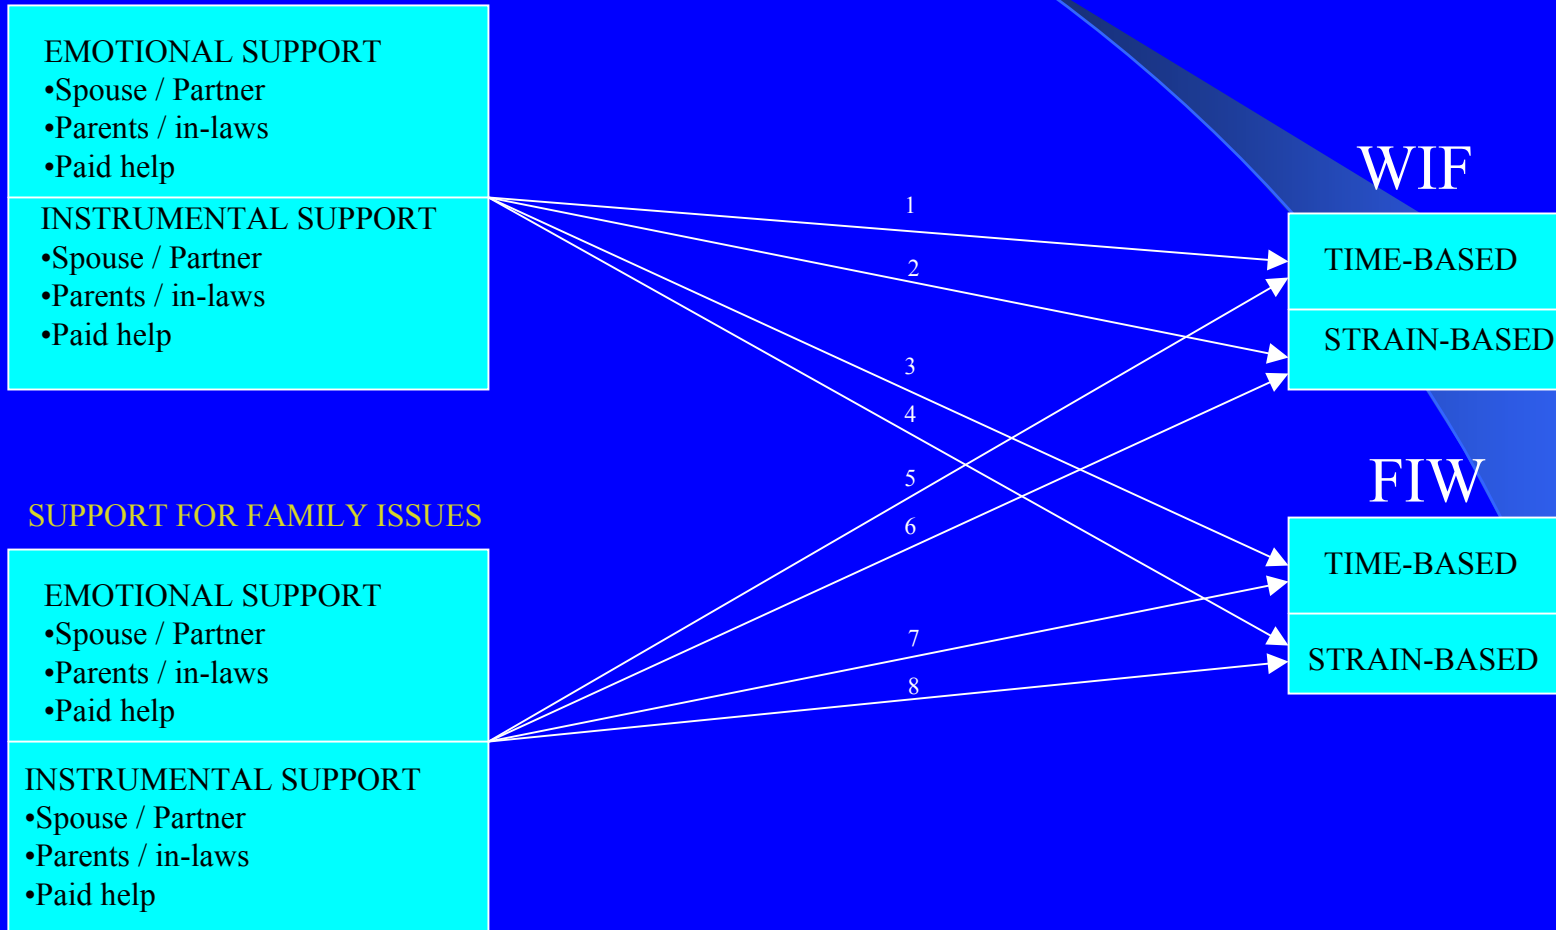 EMOTIONAL SUPPORT
•Spouse / Partner
•Parents / in-laws
•Paid help
INSTRUMENTAL SUPPORT
•Spouse / Partner
•Parents / in-laws
•Paid help
SUPPORT FOR FAMILY ISSUES
EMOTIONAL SUPPORT
•Spouse / Partner
•Parents / in-laws
•Paid help
INSTRUMENTAL SUPPORT
•Spouse / Partner
•Parents / in-laws
•Paid help
1
2
3
4
5
6
7
8
WIF
TIME-BASED
STRAIN-BASED
FIW
TIME-BASED
STRAIN-BASED